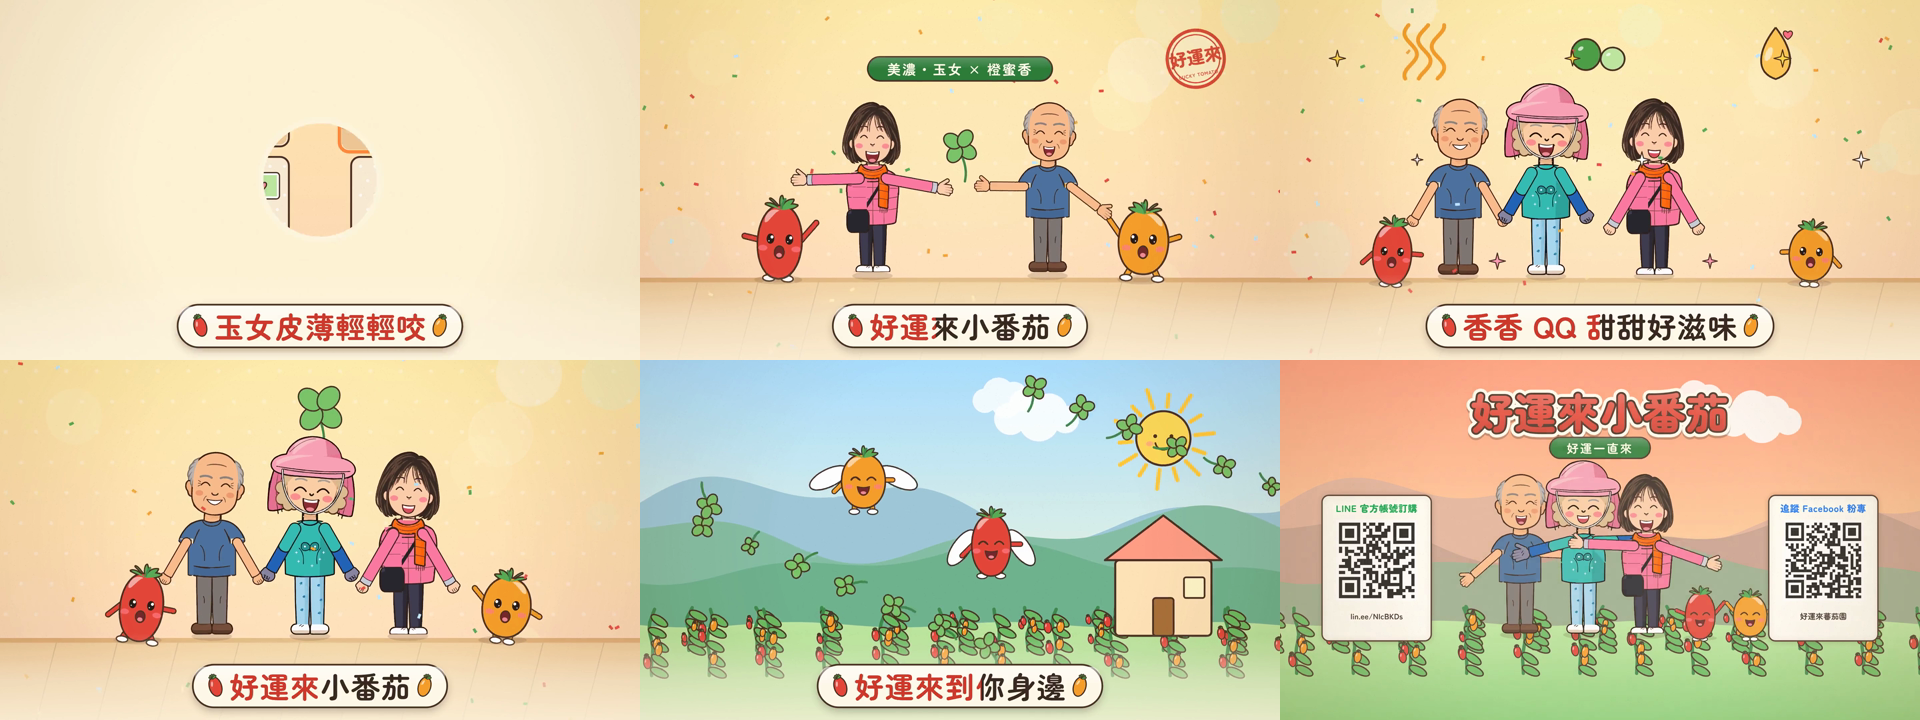 玉女皮薄輕輕咬
美濃・玉女 × 橙蜜香
好運來
LUCKY TOMATO
好運來小番茄
香香 QQ 甜甜好滋味
好運來小番茄
好運來到你身邊
好運來小番茄
好運一直來
LINE 官方帳號訂購
lin.ee/NlcBKDs
追蹤 Facebook 粉專
好運來蕃茄園